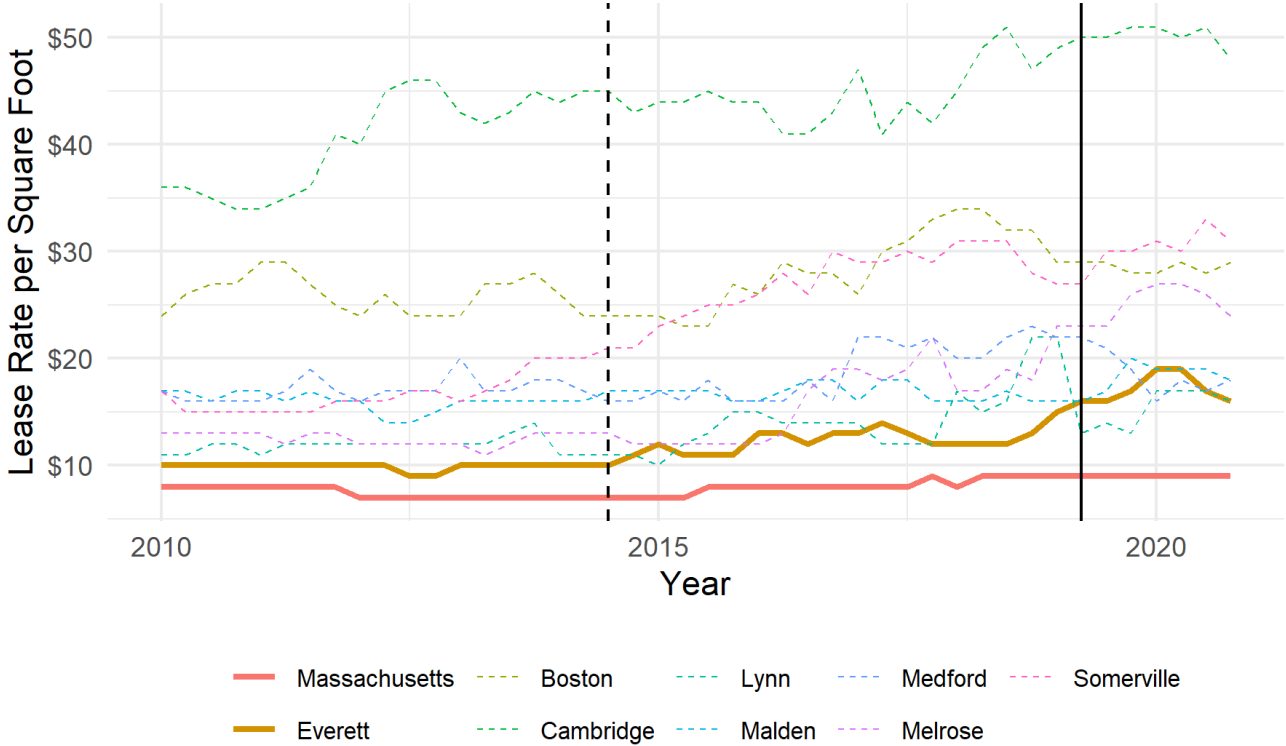 Lease Rate per Square Foot
$50
$40
$30
$20
$10
2010 2015 2020
Year
Massachusetts Boston Lynn Medford Somerville
Everett Cambridge Malden Melrose